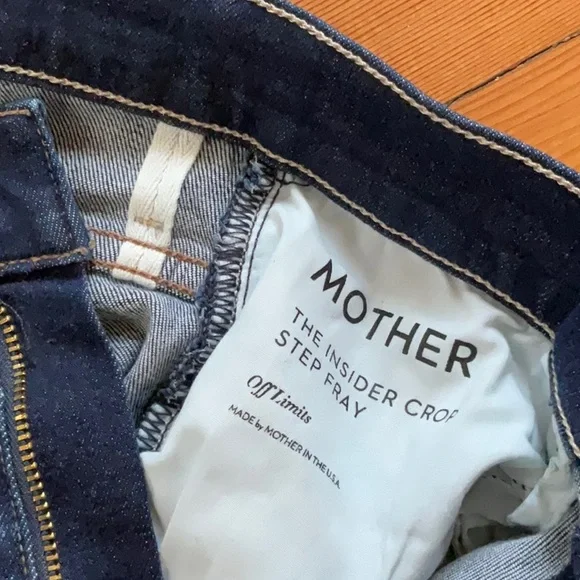 MOTHER
THE INSIDER CROP
STEP FRAY
Off Limits
MADE by MOTHER IN THE U.S.A.